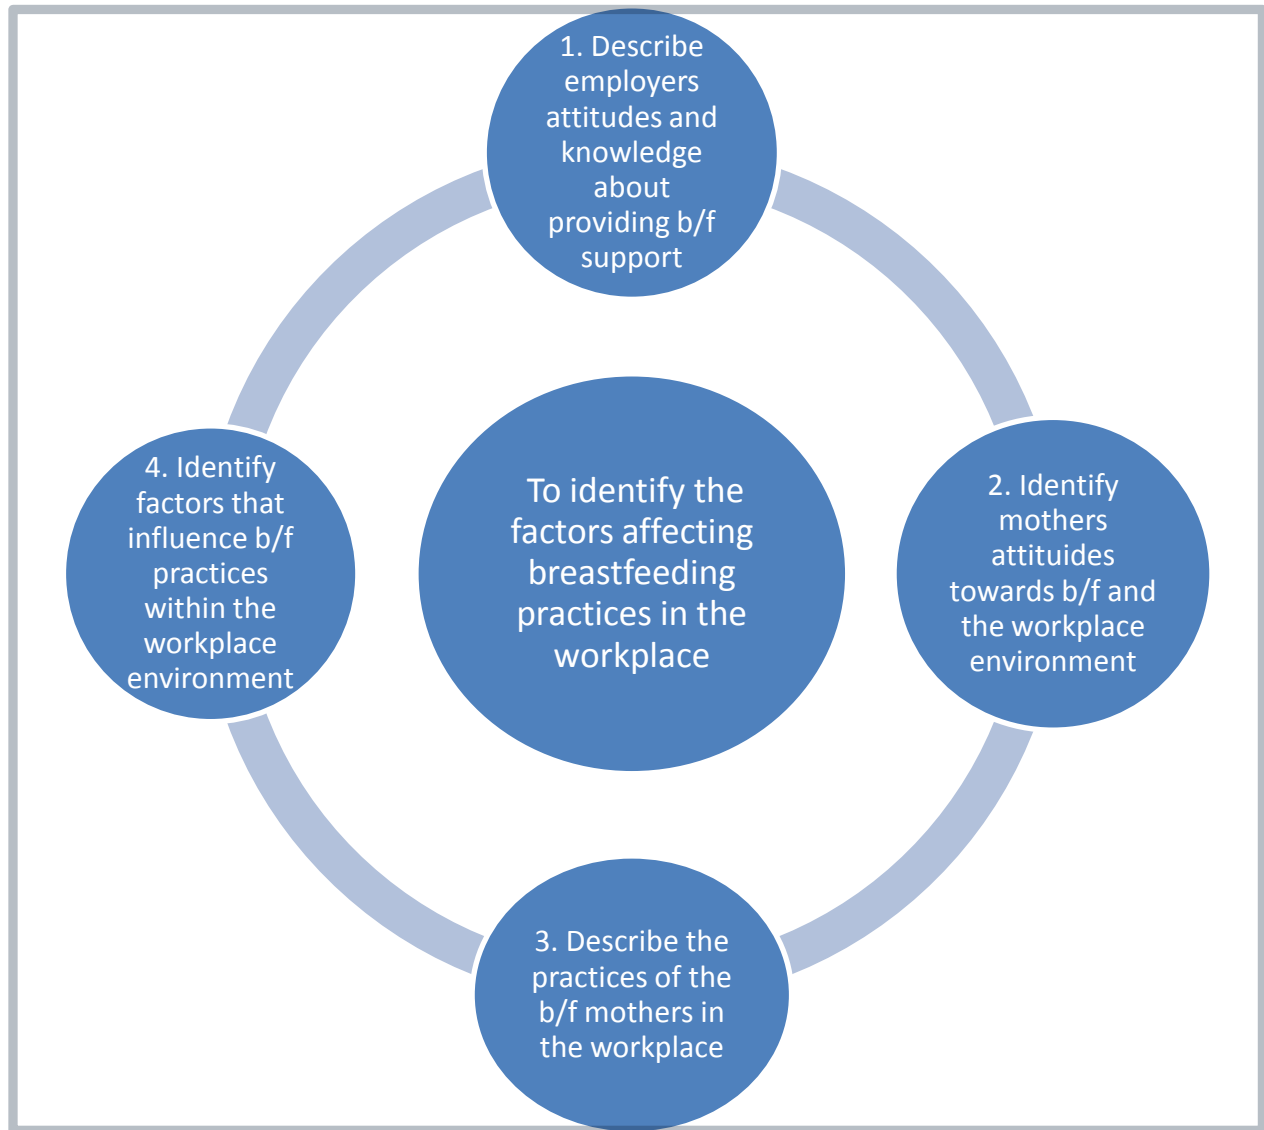 1. Describe
employers
attitudes and
knowledge
about
providing b/f
support
2. Identify
mothers
attituides
towards b/f and
the workplace
environment
3. Describe the
practices of the
b/f mothers in
the workplace
4. Identify
factors that
influence b/f
practices
within the
workplace
environment
To identify the
factors affecting
breastfeeding
practices in the
workplace